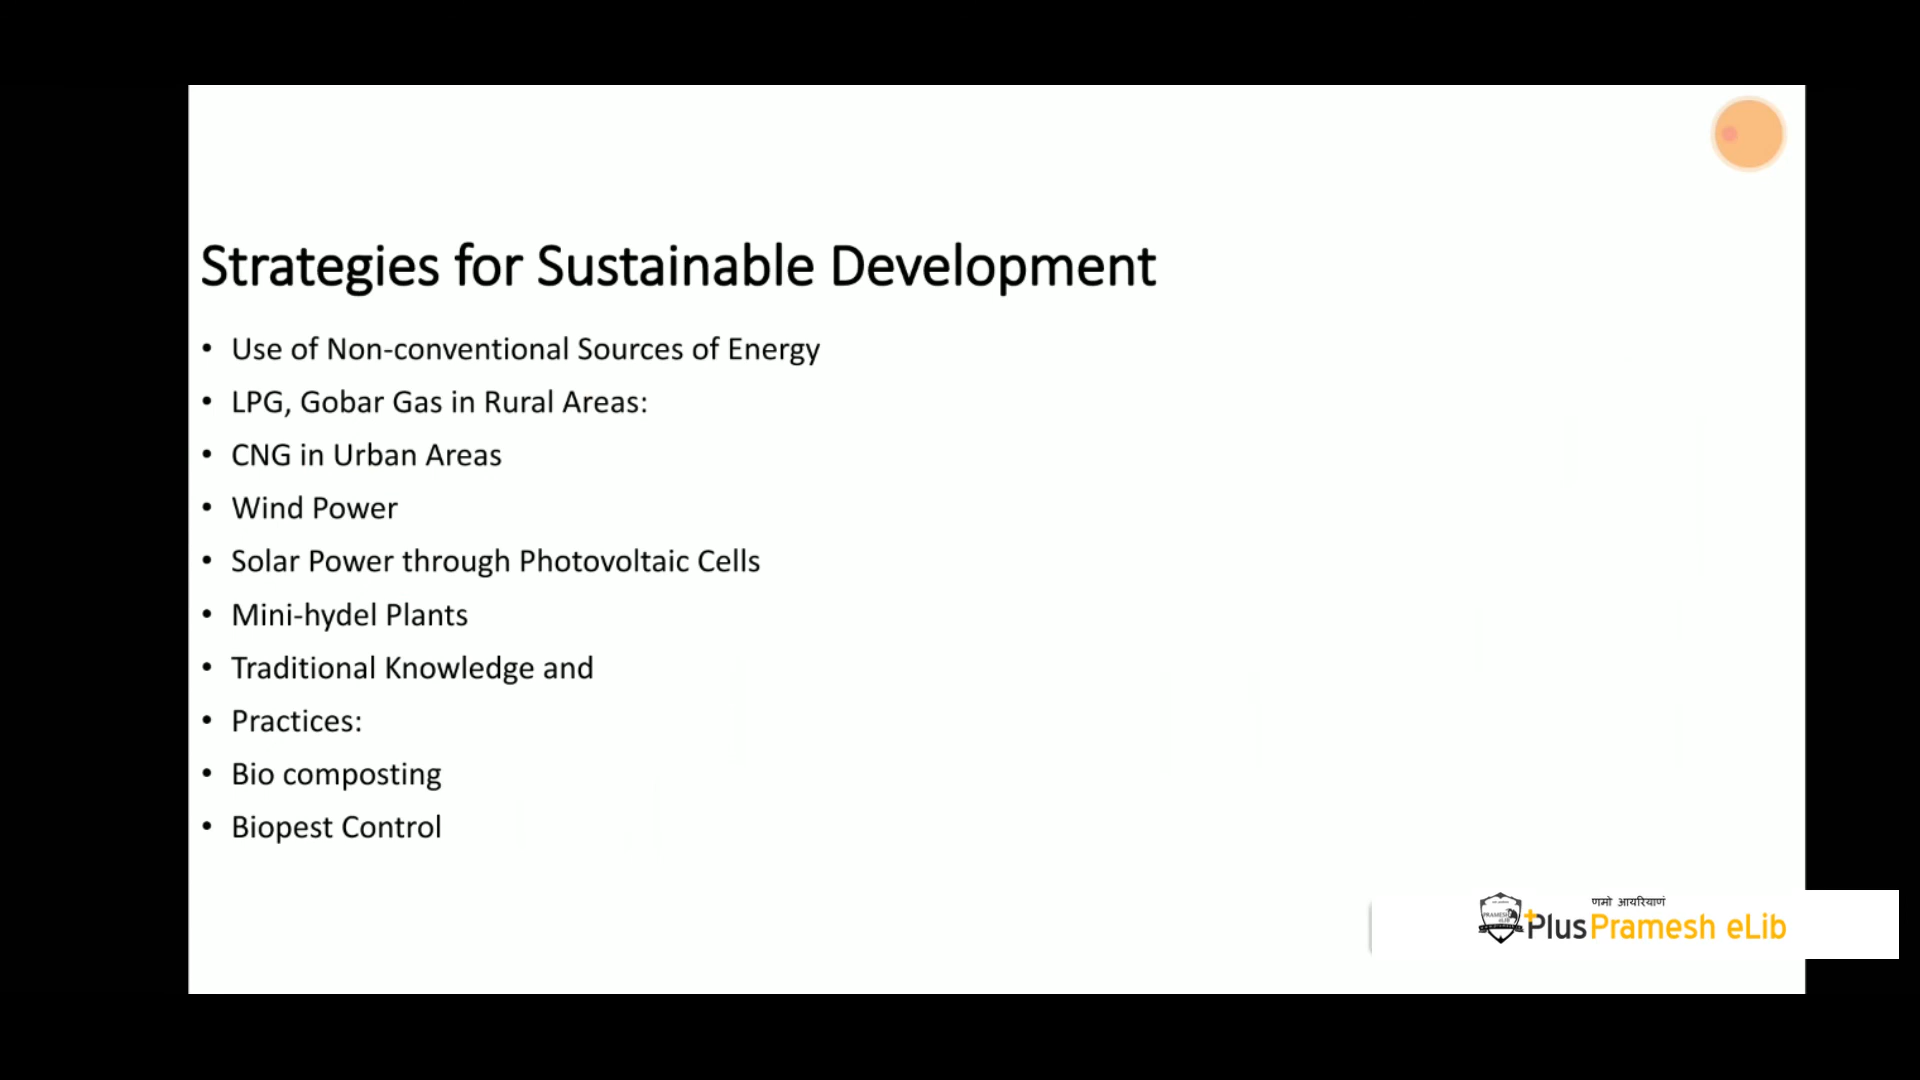 Strategies for Sustainable Development
• Use of Non-conventional Sources of Energy
• LPG, Gobar Gas in Rural Areas:
• CNG in Urban Areas
• Wind Power
• Solar Power through Photovoltaic Cells
• Mini-hydel Plants
• Traditional Knowledge and
• Practices:
• Bio composting
• Biopest Control
णमो आयरियाणं
PlusPramesh eLib